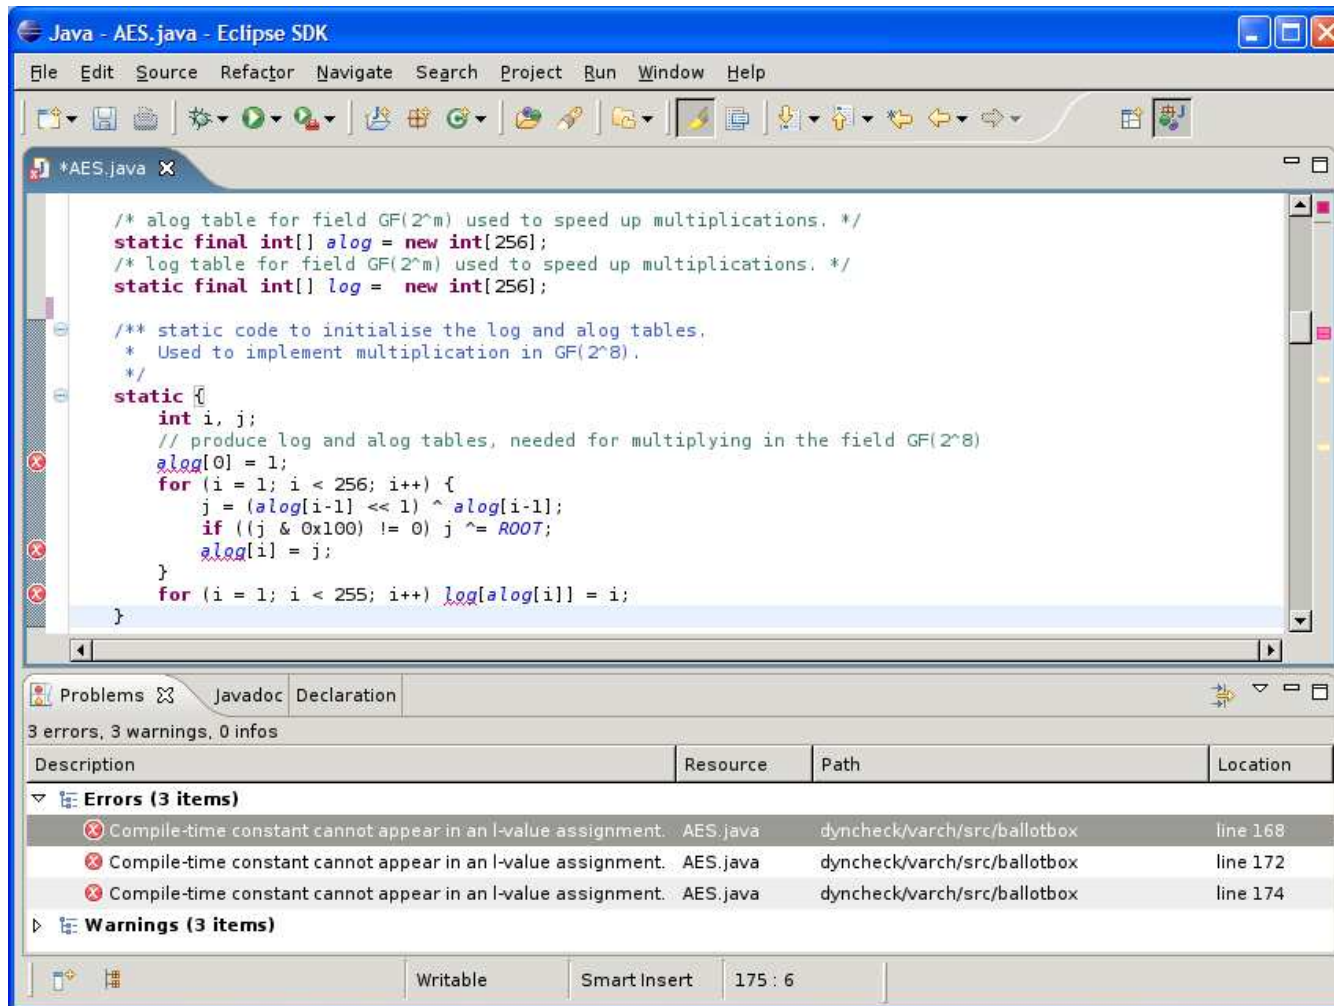 Java - AES.java - Eclipse SDK
File Edit Source Refactor Navigate Search Project Run Window Help
*AES.java
/* alog table for field GF(2^m) used to speed up multiplications. */
static final int[] alog = new int[256];
/* log table for field GF(2^m) used to speed up multiplications. */
static final int[] log =  new int[256];
/** static code to initialise the log and alog tables.
 *  Used to implement multiplication in GF(2^8).
 */
static {
int i, j;
// produce log and alog tables, needed for multiplying in the field GF(2^8)
alog[0] = 1;
for (i = 1; i < 256; i++) {
j = (alog[i-1] << 1) ^ alog[i-1];
if ((j & 0x100) != 0) j ^= ROOT;
alog[i] = j;
}
for (i = 1; i < 255; i++) log[alog[i]] = i;
}
Problems Javadoc Declaration
3 errors, 3 warnings, 0 infos
Description Resource Path Location
Errors (3 items)
Compile-time constant cannot appear in an l-value assignment. AES.java dyncheck/varch/src/ballotbox line 168
Compile-time constant cannot appear in an l-value assignment. AES.java dyncheck/varch/src/ballotbox line 172
Compile-time constant cannot appear in an l-value assignment. AES.java dyncheck/varch/src/ballotbox line 174
Warnings (3 items)
Writable Smart Insert 175 : 6